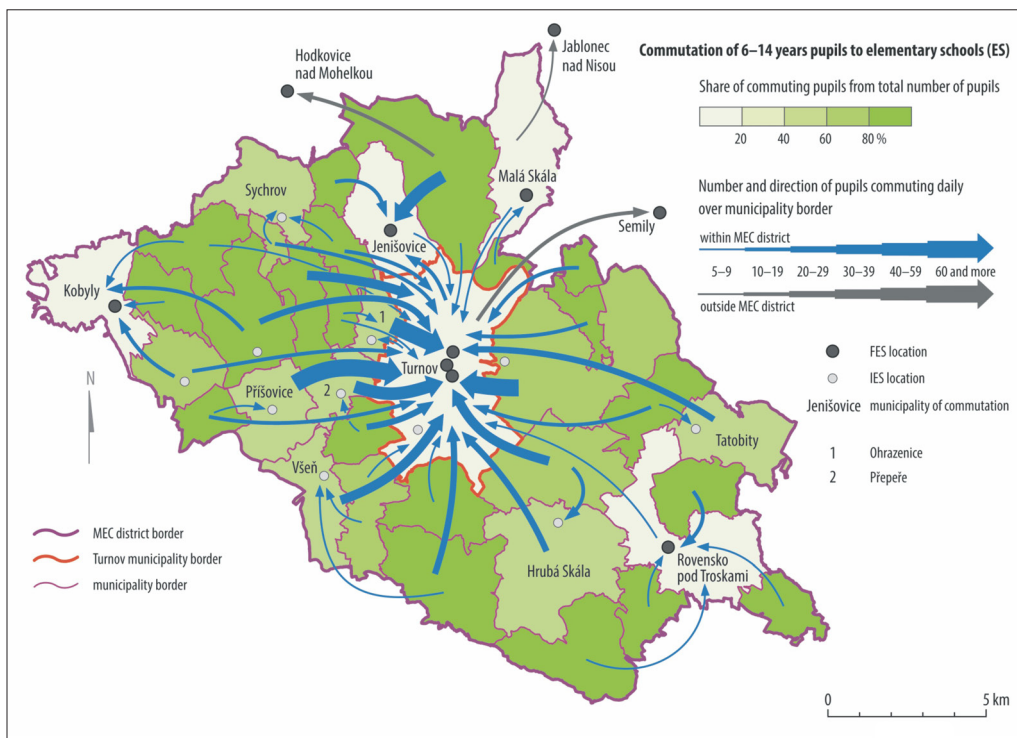 Commutation of 6–14 years pupils to elementary schools (ES)
Share of commuting pupils from total number of pupils
20 40 60 80 %
Number and direction of pupils commuting daily
over municipality border
within MEC district
5–9 10–19 20–29 30–39 40–59 60 and more
outside MEC district
FES location
IES location
Jenišovice municipality of commutation
1 Ohrazenice
2 Přepeře
Hodkovice
nad Mohelkou
Jablonec
nad Nisou
Malá Skála
Sychrov
Semily
Jenišovice
Kobyly
1
Turnov
N
Příšovice
2
Tatobity
Všeň
Hrubá Skála
Rovensko
pod Troskami
MEC district border
Turnov municipality border
municipality border
0 5 km